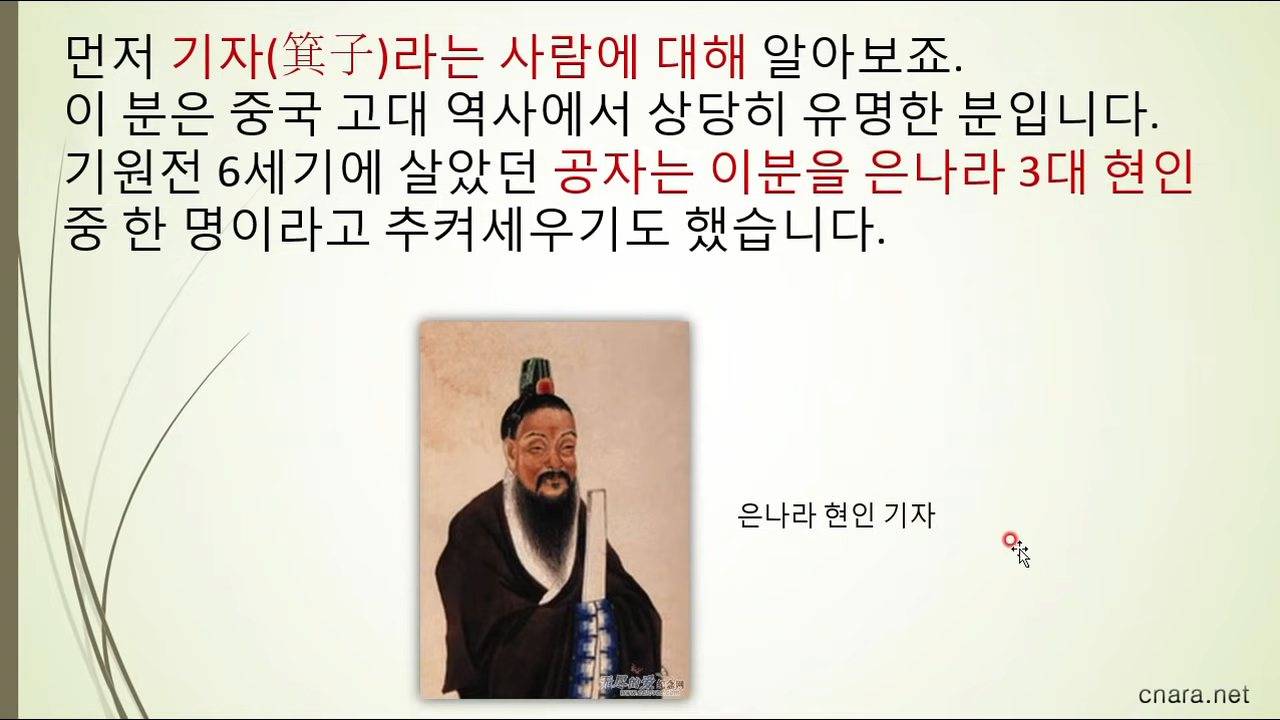 먼저 기자(箕子)라는 사람에 대해 알아보죠.
이 분은 중국 고대 역사에서 상당히 유명한 분입니다.
기원전 6세기에 살았던 공자는 이분을 은나라 3대 현인
중 한 명이라고 추켜세우기도 했습니다.
은나라 현인 기자
cnara.net